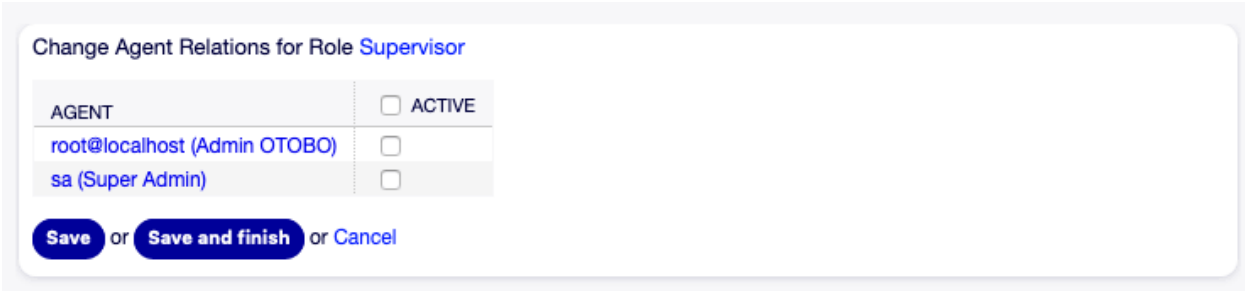 Change Agent Relations for Role Supervisor
AGENT ACTIVE
root@localhost (Admin OTOBO)
sa (Super Admin)
Save or Save and finish or Cancel